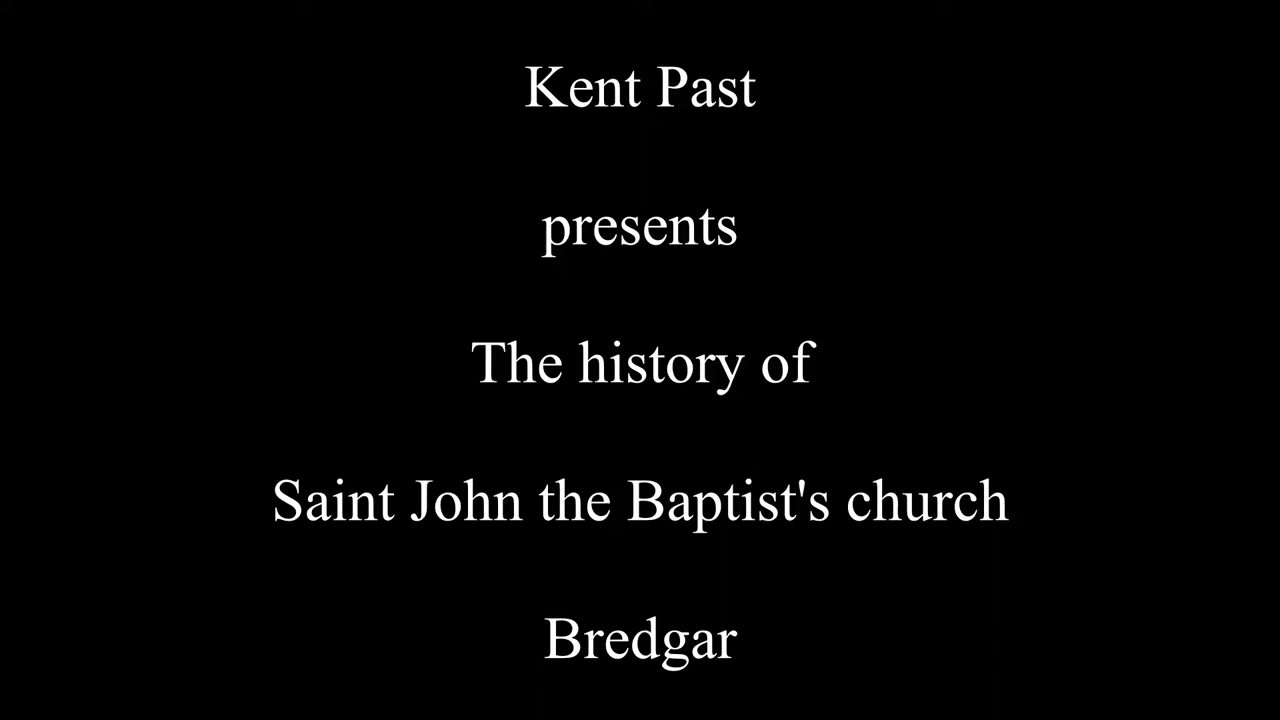 Kent Past
presents
The history of
Saint John the Baptist's church
Bredgar